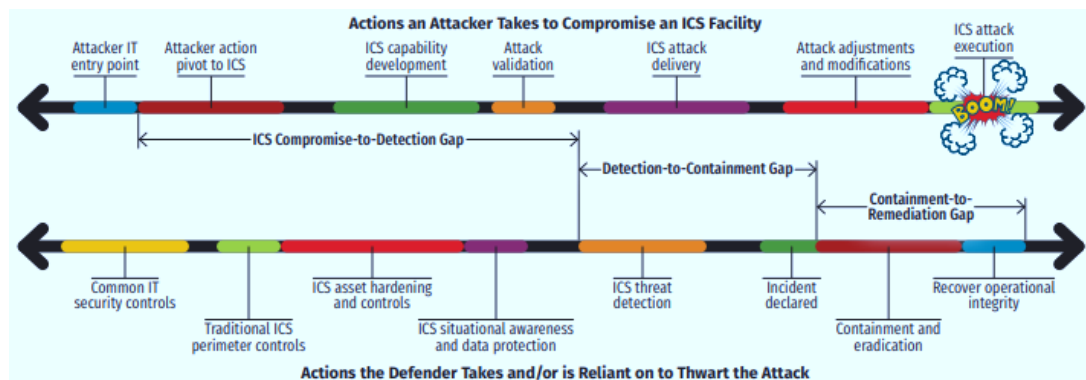 Actions an Attacker Takes to Compromise an ICS Facility
Attacker IT
entry point
Attacker action
pivot to ICS
ICS capability
development
Attack
validation
ICS attack
delivery
Attack adjustments
and modifications
ICS attack
execution
BOOM!
ICS Compromise-to-Detection Gap
Detection-to-Containment Gap
Containment-to-
Remediation Gap
Common IT
security controls
Traditional ICS
perimeter controls
ICS asset hardening
and controls
ICS situational awareness
and data protection
ICS threat
detection
Incident
declared
Containment and
eradication
Recover operational
integrity
Actions the Defender Takes and/or is Reliant on to Thwart the Attack